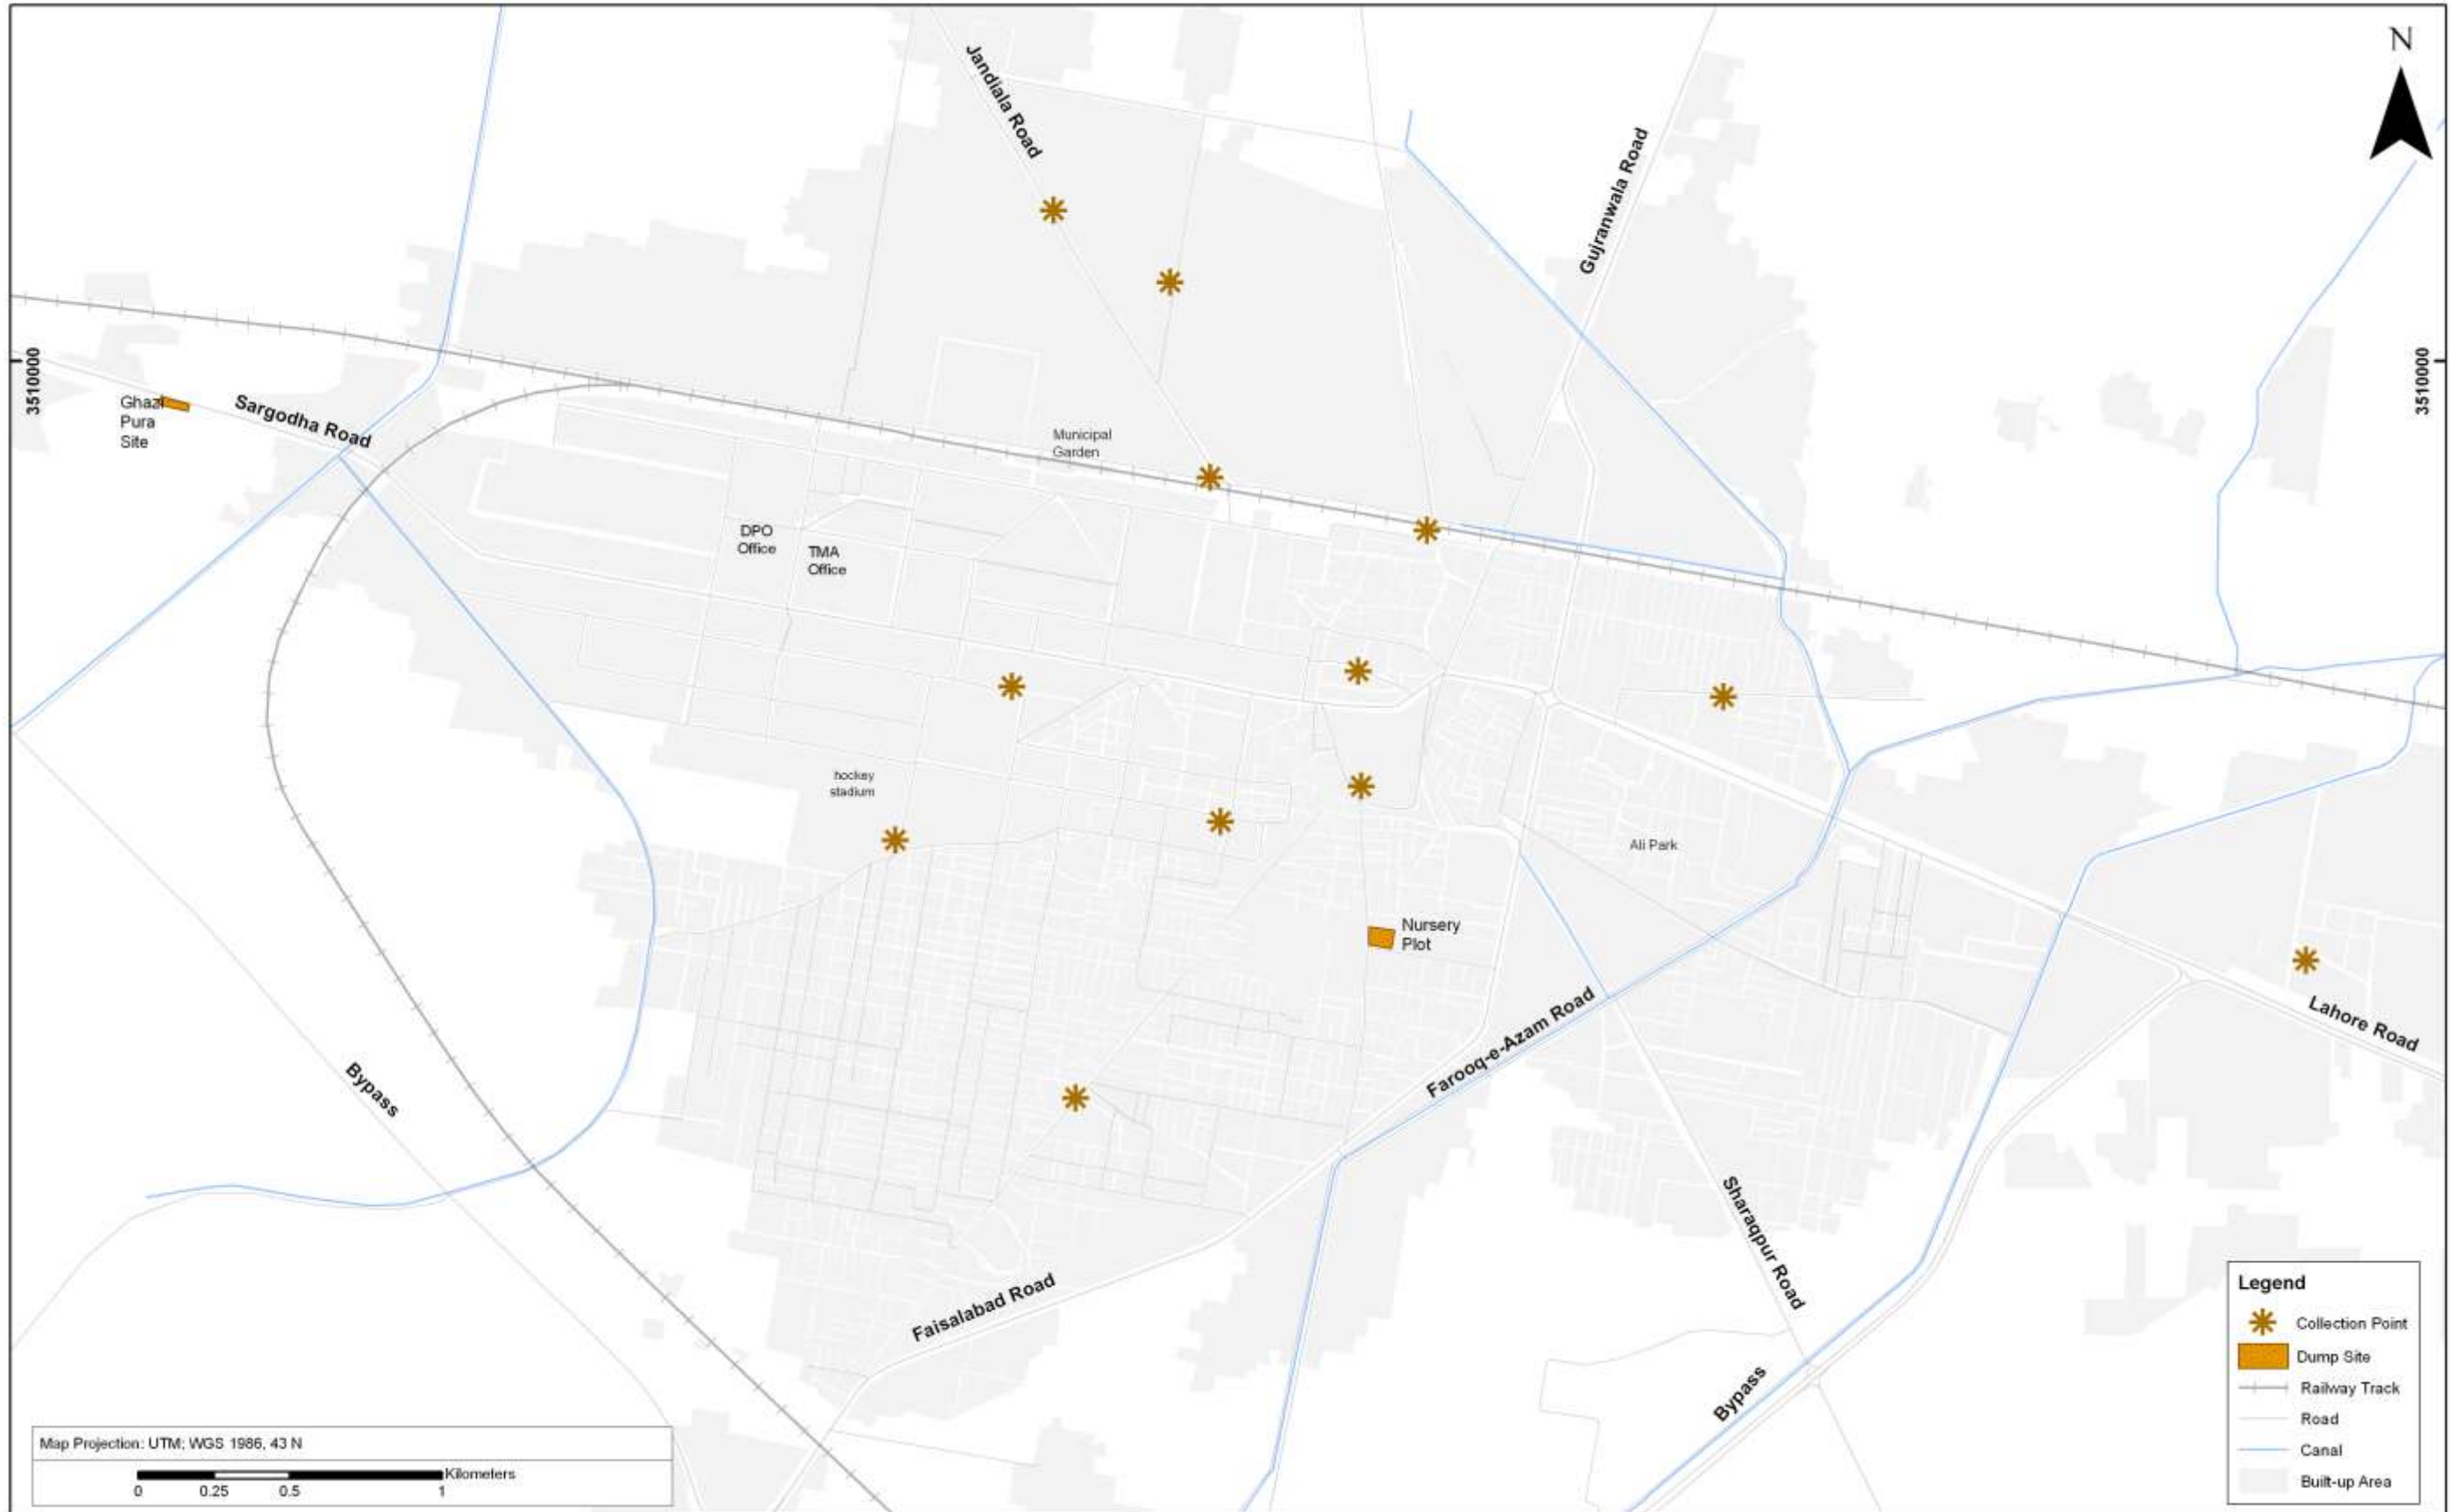 N
Jandiala Road
Gujranwala Road
3510000
3510000
Ghazi
Pura
Site
Sargodha Road
Municipal
Garden
DPO
Office
TMA
Office
hockey
stadium
Ali Park
Nursery
Plot
Lahore Road
Farooq-e-Azam Road
Bypass
Sharaqpur Road
Faisalabad Road
Bypass
Legend
Collection Point
Dump Site
Railway Track
Road
Canal
Built-up Area
Map Projection: UTM; WGS 1986, 43 N
Kilometers
0 0.25 0.5 1